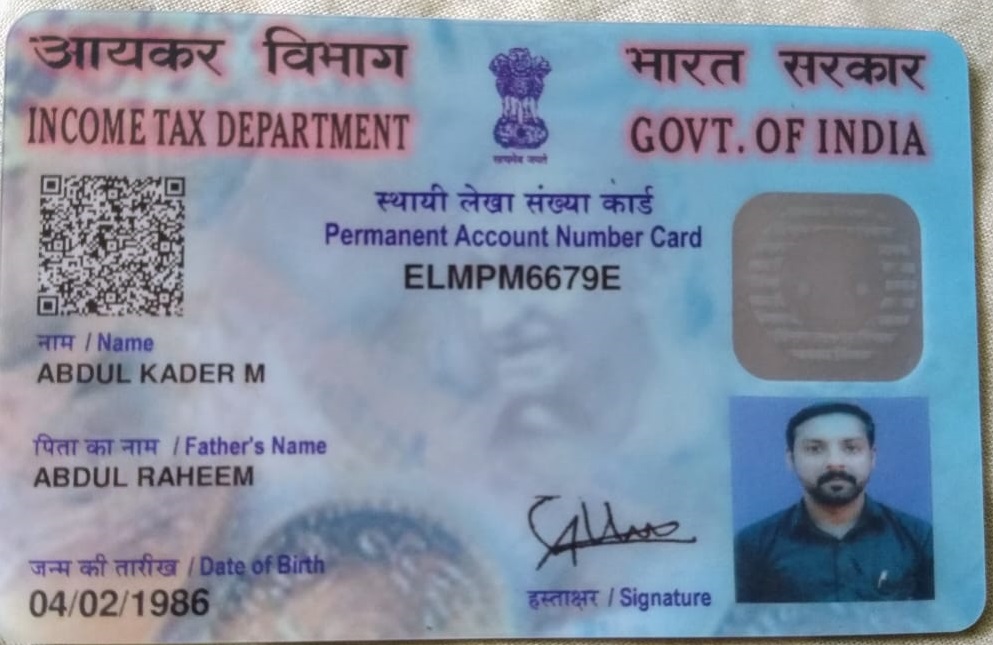 आयकर विभाग
भारत सरकार
INCOME TAX DEPARTMENT
GOVT. OF INDIA
सत्यमेव जयते
स्थायी लेखा संख्या कार्ड
Permanent Account Number Card
ELMPM6679E
नाम / Name
ABDUL KADER M
पिता का नाम / Father's Name
ABDUL RAHEEM
जन्म की तारीख / Date of Birth
04/02/1986
हस्ताक्षर / Signature